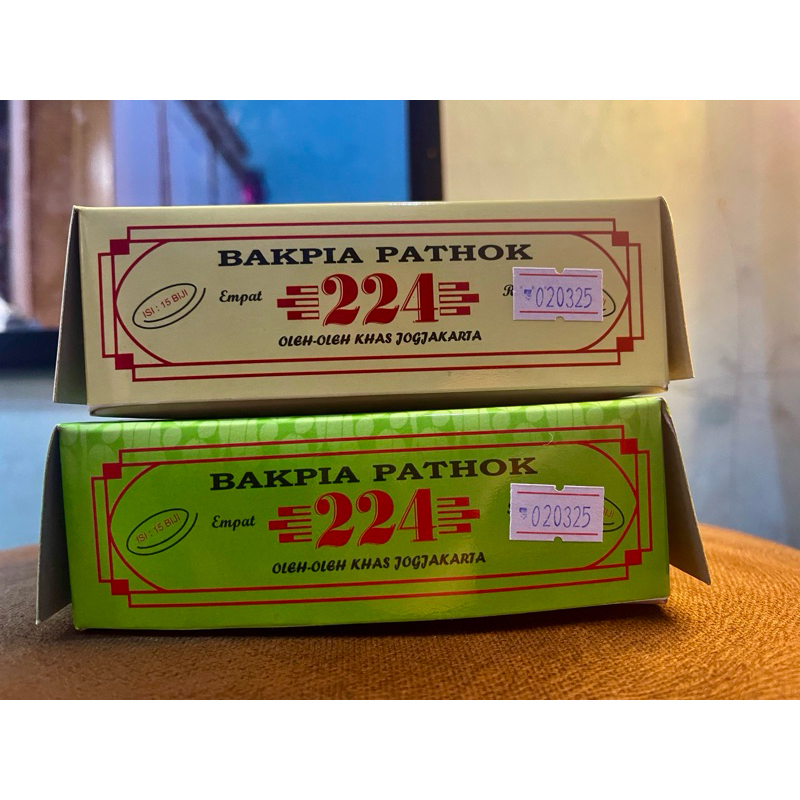 BAKPIA PATHOK
ISI : 15 BIJI
Empat
224
020325
OLEH-OLEH KHAS JOGJAKARTA
BAKPIA PATHOK
ISI : 15 BIJI
Empat
224
020325
OLEH-OLEH KHAS JOGJAKARTA